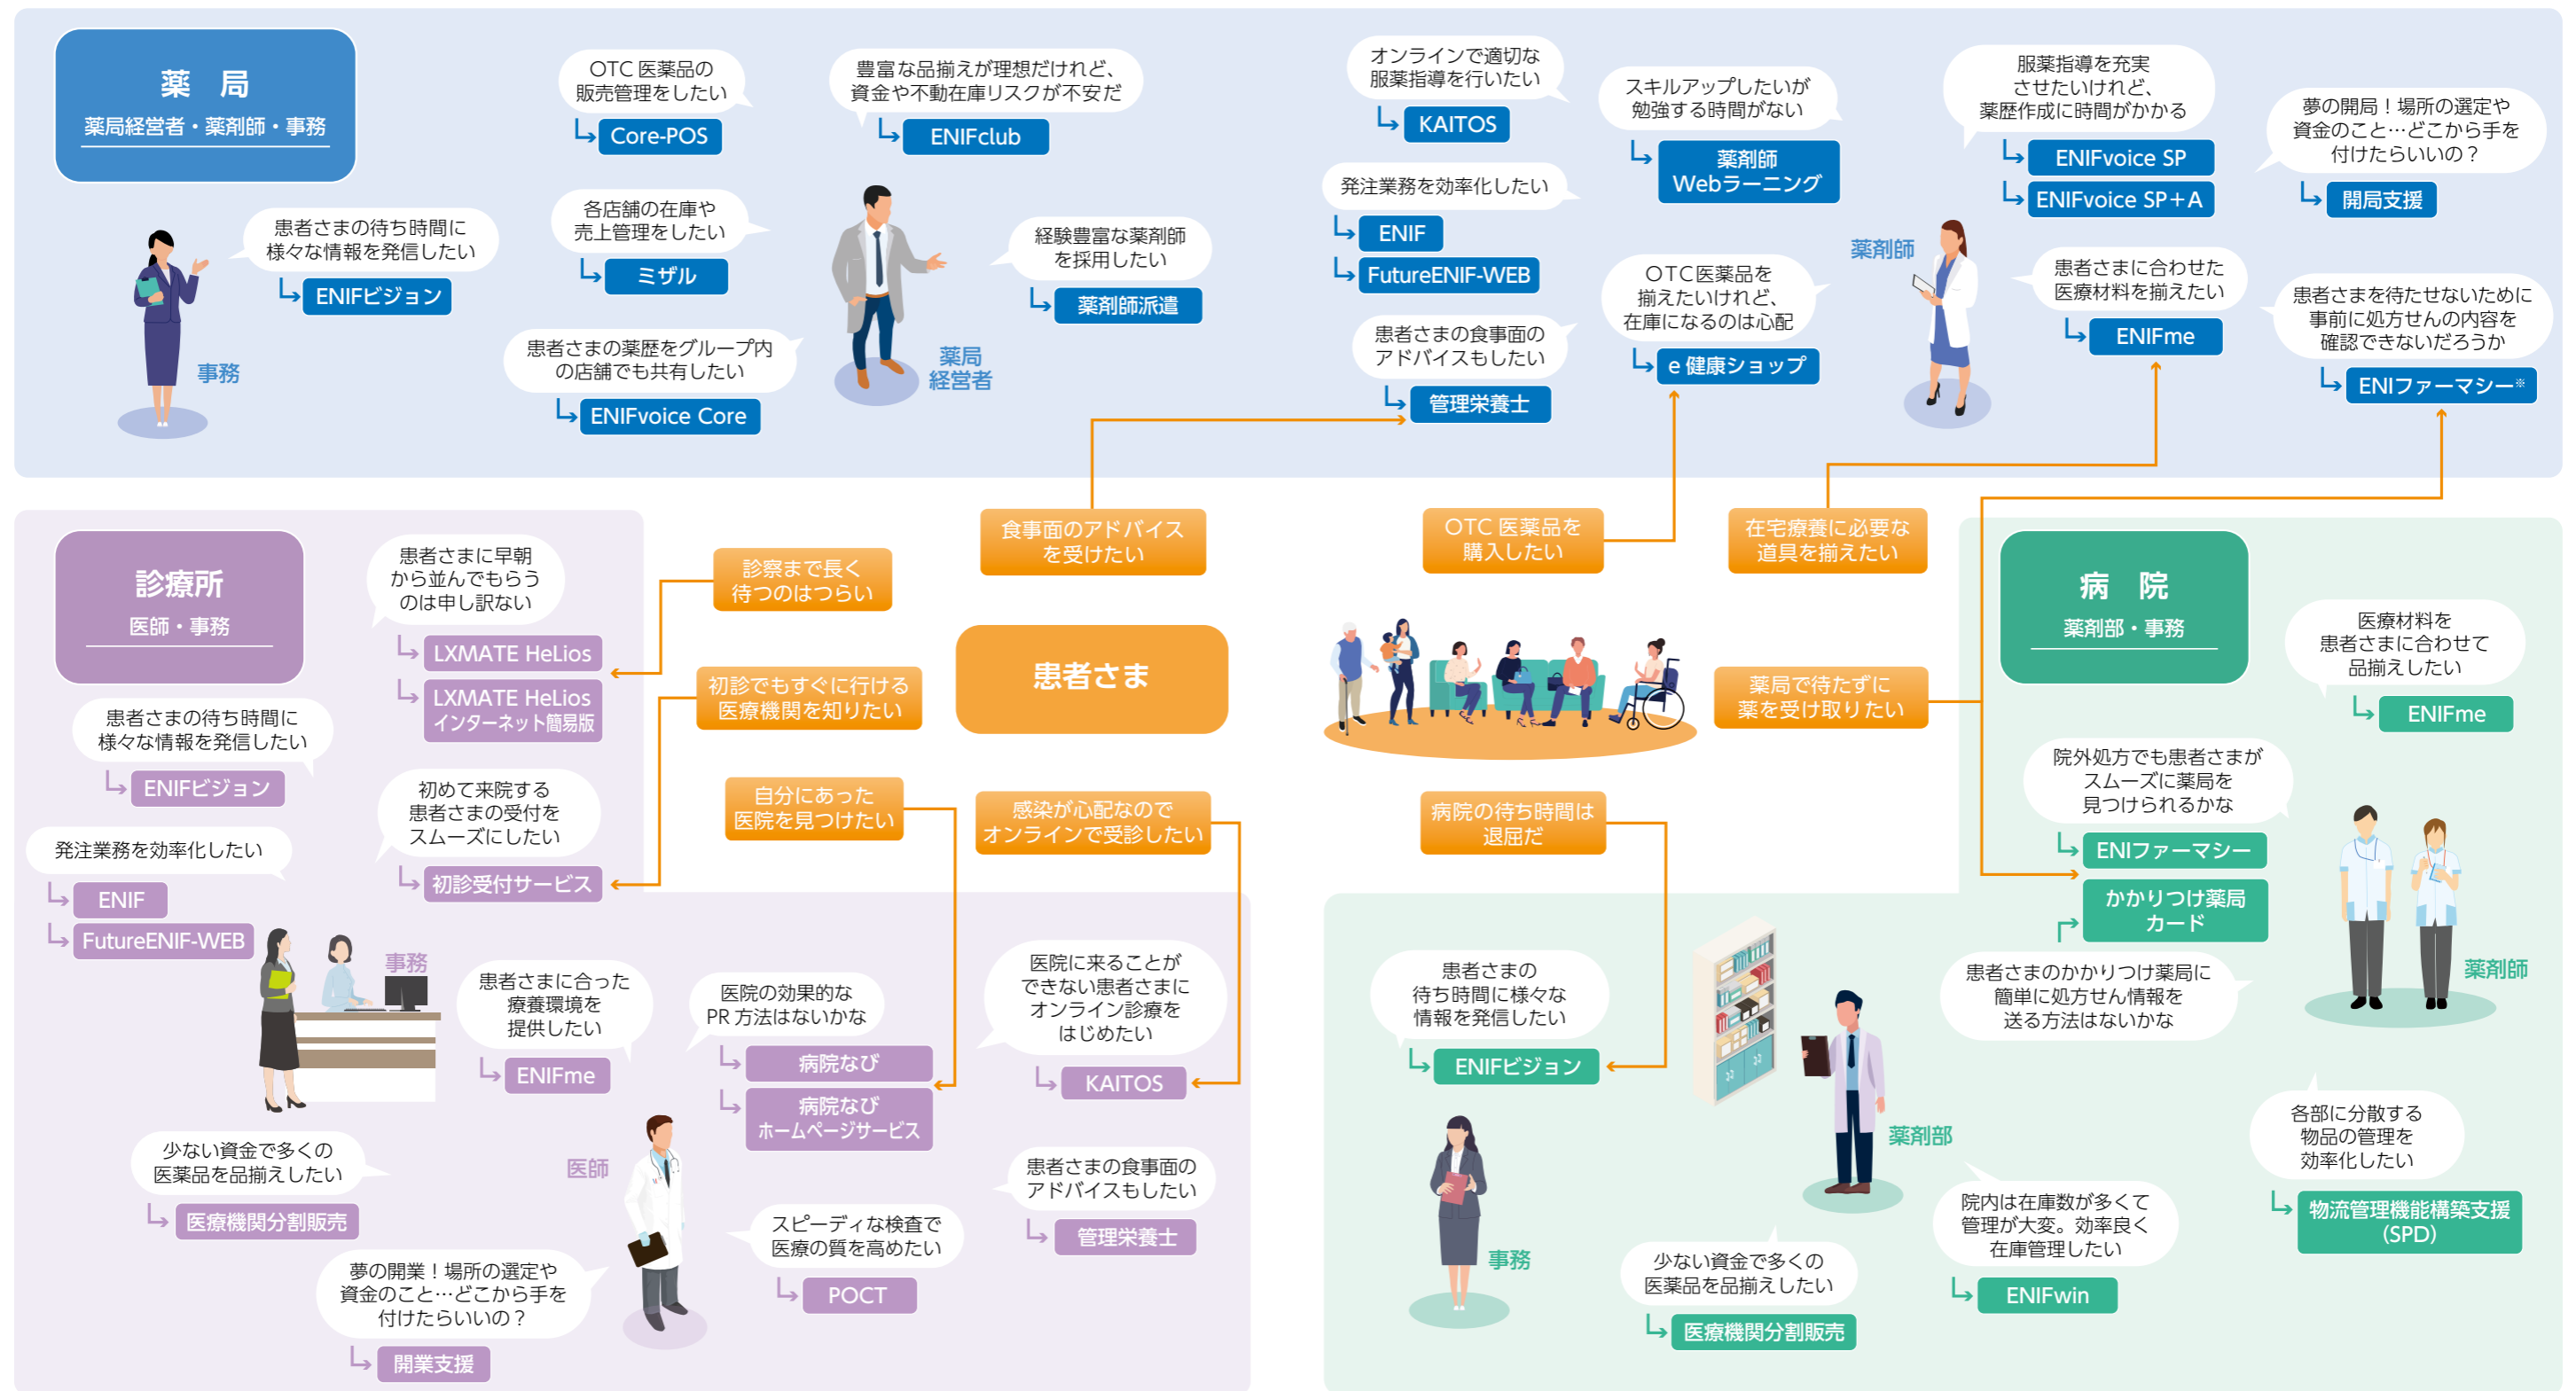 薬 局
薬局経営者・薬剤師・事務
患者さまの待ち時間に
様々な情報を発信したい
ENIFビジョン
事務
OTC 医薬品の
販売管理をしたい
Core-POS
豊富な品揃えが理想だけれど、
資金や不動在庫リスクが不安だ
ENIFclub
各店舗の在庫や
売上管理をしたい
ミザル
経験豊富な薬剤師
を採用したい
薬剤師派遣
患者さまの薬歴をグループ内
の店舗でも共有したい
ENIFvoice Core
薬局
経営者
オンラインで適切な
服薬指導を行いたい
KAITOS
発注業務を効率化したい
ENIF
FutureENIF-WEB
患者さまの食事面の
アドバイスもしたい
管理栄養士
スキルアップしたいが
勉強する時間がない
薬剤師
Webラーニング
OTC医薬品を
揃えたいけれど、
在庫になるのは心配
e 健康ショップ
服薬指導を充実
させたいけれど、
薬歴作成に時間がかかる
ENIFvoice SP
ENIFvoice SP+A
薬剤師
夢の開局！場所の選定や
資金のこと…どこから手を
付けたらいいの？
開局支援
患者さまに合わせた
医療材料を揃えたい
ENIFme
患者さまを待たせないために
事前に処方せんの内容を
確認できないだろうか
ENIファーマシー※
食事面のアドバイス
を受けたい
OTC 医薬品を
購入したい
在宅療養に必要な
道具を揃えたい
診察まで長く
待つのはつらい
初診でもすぐに行ける
医療機関を知りたい
患者さま
薬局で待たずに
薬を受け取りたい
自分にあった
医院を見つけたい
感染が心配なので
オンラインで受診したい
病院の待ち時間は
退屈だ
診療所
医師・事務
患者さまに早朝
から並んでもらう
のは申し訳ない
LXMATE HeLios
LXMATE HeLios
インターネット簡易版
患者さまの待ち時間に
様々な情報を発信したい
ENIFビジョン
初めて来院する
患者さまの受付を
スムーズにしたい
初診受付サービス
発注業務を効率化したい
ENIF
FutureENIF-WEB
事務
患者さまに合った
療養環境を
提供したい
ENIFme
医院の効果的な
PR 方法はないかな
病院なび
病院なび
ホームページサービス
医院に来ることが
できない患者さまに
オンライン診療を
はじめたい
KAITOS
少ない資金で多くの
医薬品を品揃えしたい
医療機関分割販売
医師
患者さまの食事面の
アドバイスもしたい
管理栄養士
スピーディな検査で
医療の質を高めたい
POCT
夢の開業！場所の選定や
資金のこと…どこから手を
付けたらいいの？
開業支援
病 院
薬剤部・事務
医療材料を
患者さまに合わせて
品揃えしたい
ENIFme
院外処方でも患者さまが
スムーズに薬局を
見つけられるかな
ENIファーマシー
かかりつけ薬局
カード
患者さまのかかりつけ薬局に
簡単に処方せん情報を
送る方法はないかな
薬剤師
患者さまの
待ち時間に様々な
情報を発信したい
ENIFビジョン
事務
薬剤部
少ない資金で多くの
医薬品を品揃えしたい
医療機関分割販売
院内は在庫数が多くて
管理が大変。効率良く
在庫管理したい
ENIFwin
各部に分散する
物品の管理を
効率化したい
物流管理機能構築支援
(SPD)